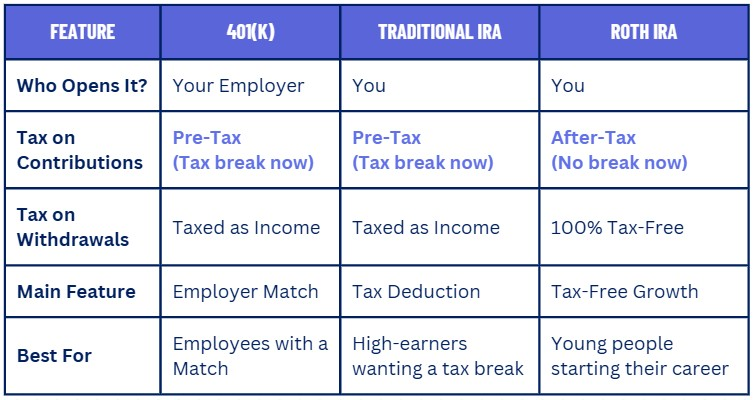 FEATURE 401(K) TRADITIONAL IRA ROTH IRA
Who Opens It? Your Employer You You
Tax on
Contributions
Pre-Tax
(Tax break now)
Pre-Tax
(Tax break now)
After-Tax
(No break now)
Tax on
Withdrawals
Taxed as Income Taxed as Income 100% Tax-Free
Main Feature Employer Match Tax Deduction Tax-Free Growth
Best For
Employees with a
Match
High-earners
wanting a tax break
Young people
starting their career